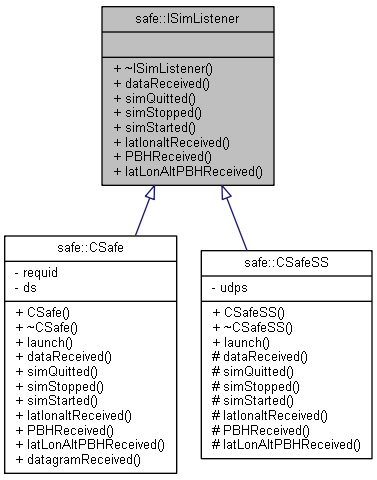 safe::ISimListener
+ ~ISimListener()
+ dataReceived()
+ simQuitted()
+ simStopped()
+ simStarted()
+ latlonaltReceived()
+ PBHReceived()
+ latLonAltPBHReceived()
safe::CSafe
- requid
- ds
+ CSafe()
+ ~CSafe()
+ launch()
+ dataReceived()
+ simQuitted()
+ simStopped()
+ simStarted()
+ latlonaltReceived()
+ PBHReceived()
+ latLonAltPBHReceived()
+ datagramReceived()
safe::CSafeSS
- udps
+ CSafeSS()
+ ~CSafeSS()
+ launch()
# dataReceived()
# simQuitted()
# simStopped()
# simStarted()
# latlonaltReceived()
# PBHReceived()
# latLonAltPBHReceived()